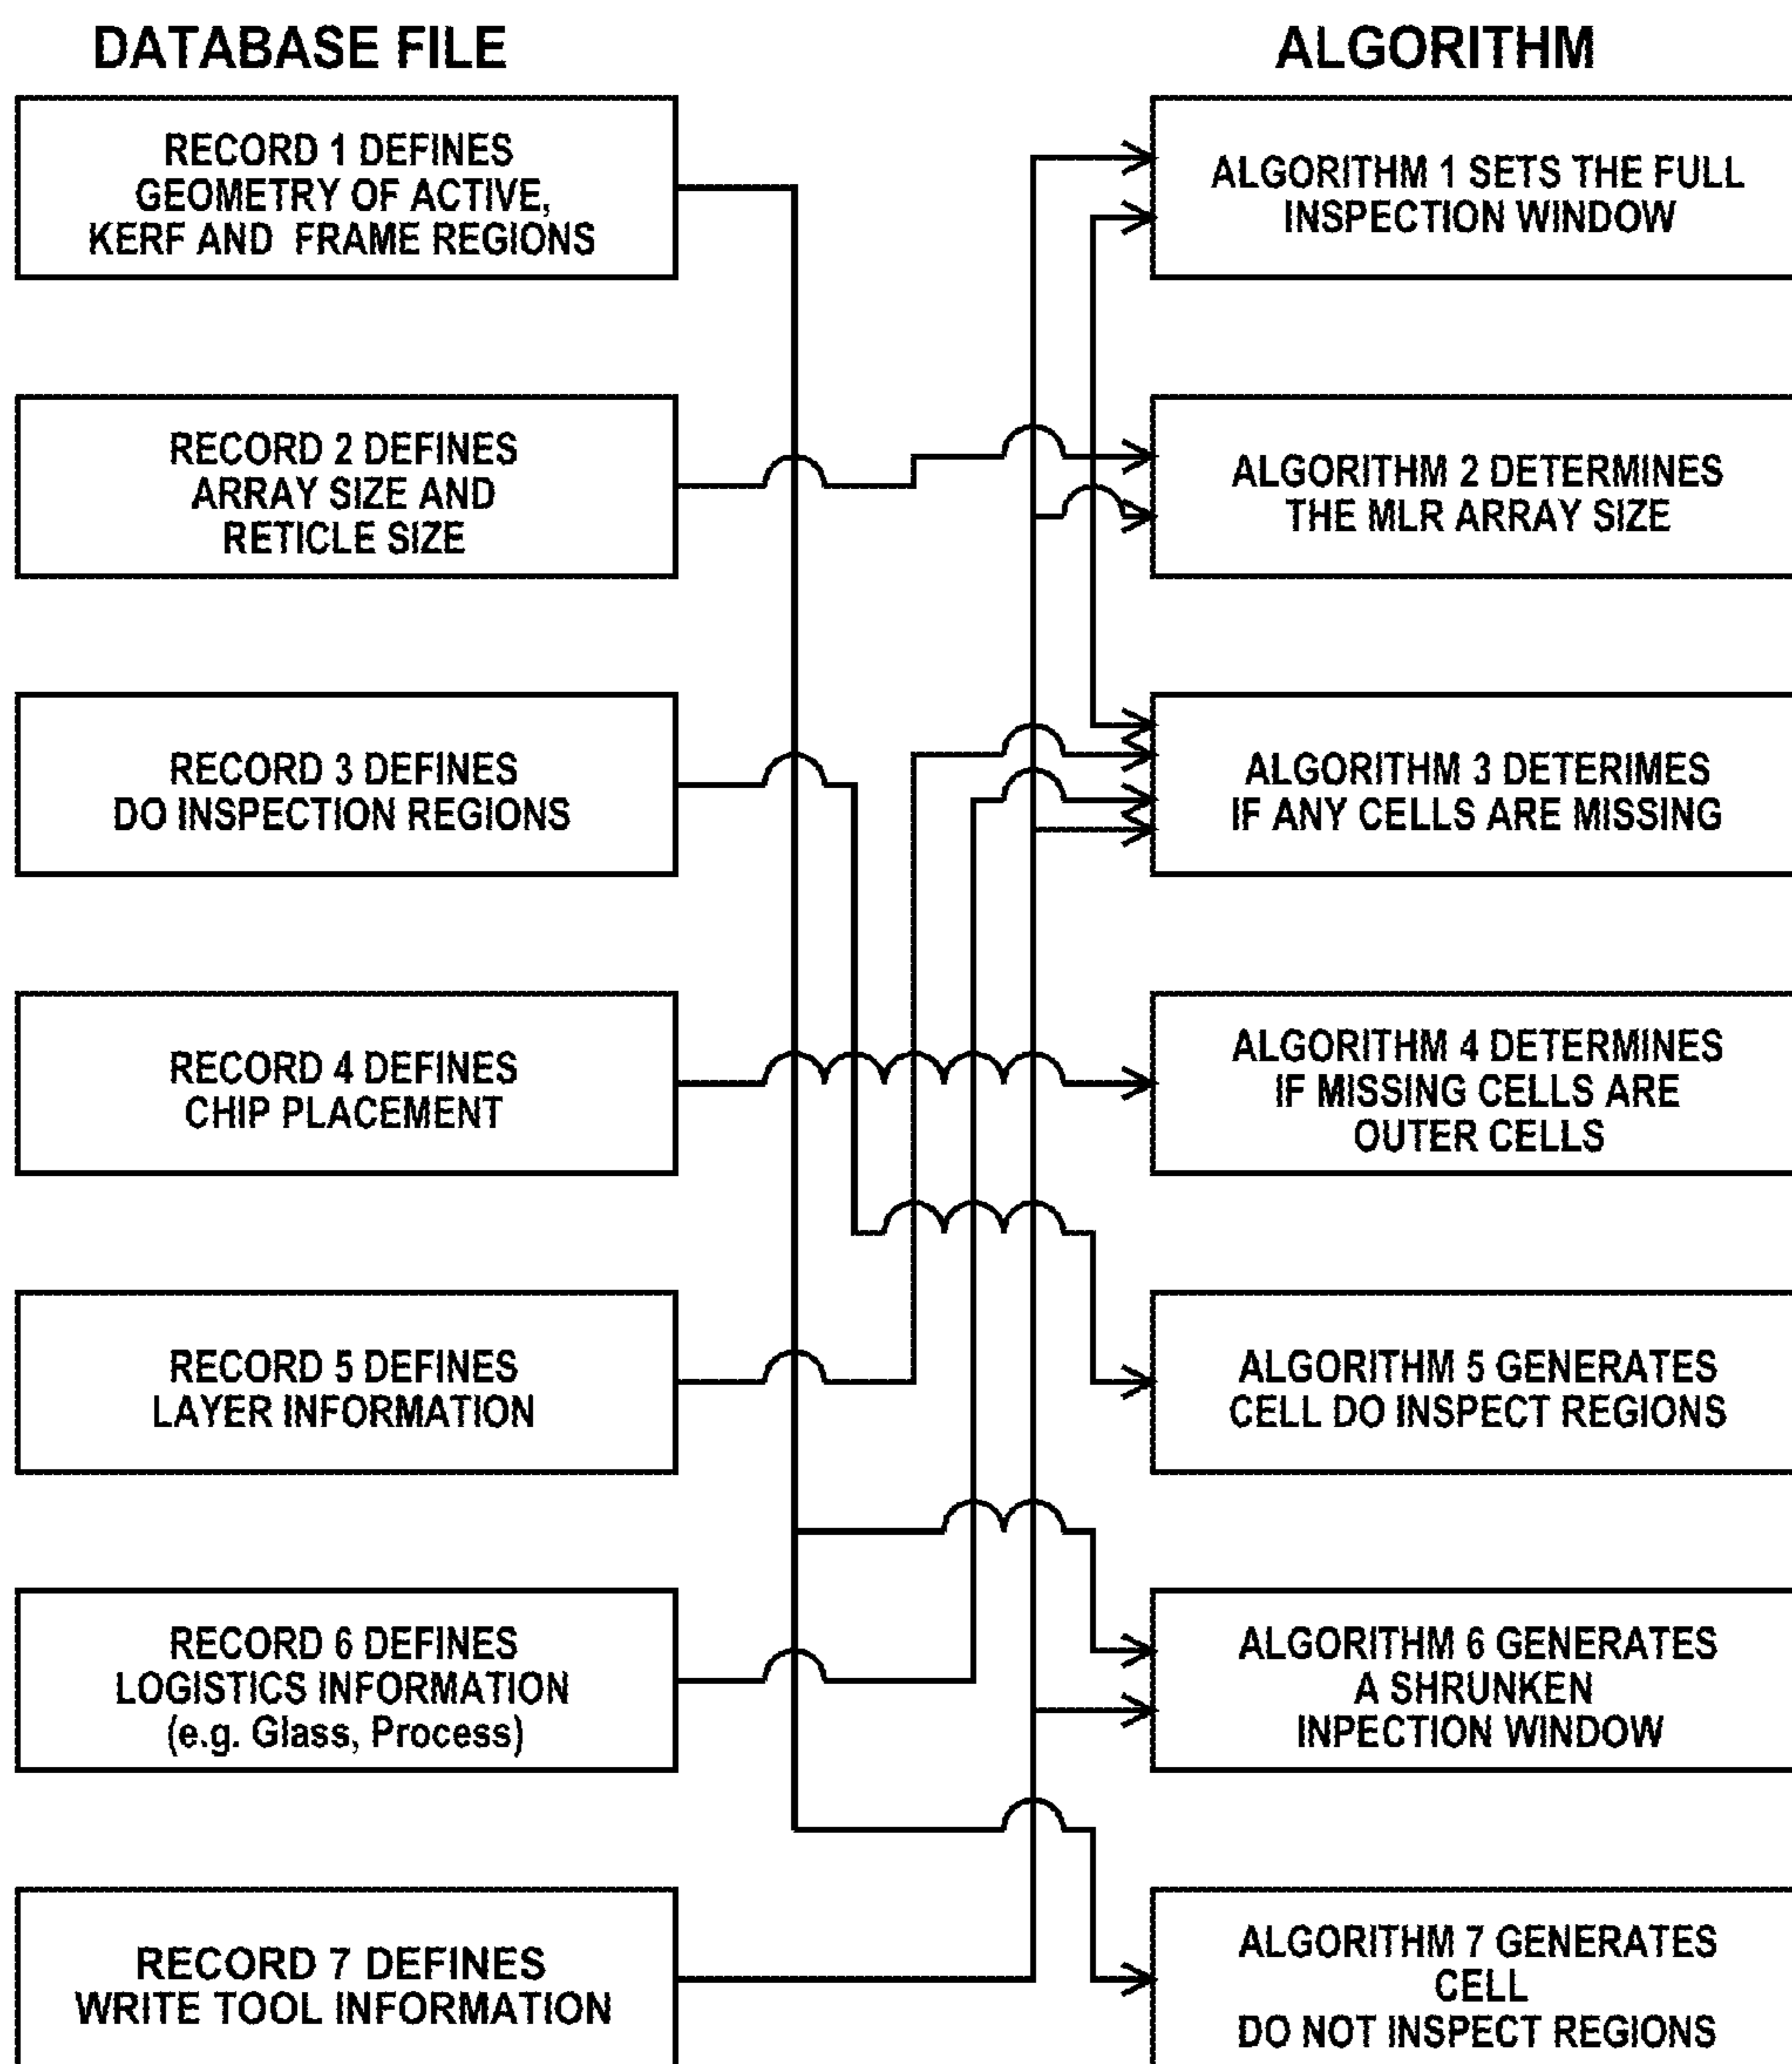 DATABASE FILE
RECORD 1 DEFINES
GEOMETRY OF ACTIVE,
KERF AND FRAME REGIONS
RECORD 2 DEFINES
ARRAY SIZE AND
RETICLE SIZE
RECORD 3 DEFINES
DO INSPECTION REGIONS
RECORD 4 DEFINES
CHIP PLACEMENT
RECORD 5 DEFINES
LAYER INFORMATION
RECORD 6 DEFINES
LOGISTICS INFORMATION
(e.g. Glass, Process)
RECORD 7 DEFINES
WRITE TOOL INFORMATION
ALGORITHM
ALGORITHM 1 SETS THE FULL
INSPECTION WINDOW
ALGORITHM 2 DETERMINES
THE MLR ARRAY SIZE
ALGORITHM 3 DETERIMES
IF ANY CELLS ARE MISSING
ALGORITHM 4 DETERMINES
IF MISSING CELLS ARE
OUTER CELLS
ALGORITHM 5 GENERATES
CELL DO INSPECT REGIONS
ALGORITHM 6 GENERATES
A SHRUNKEN
INPECTION WINDOW
ALGORITHM 7 GENERATES
CELL
DO NOT INSPECT REGIONS